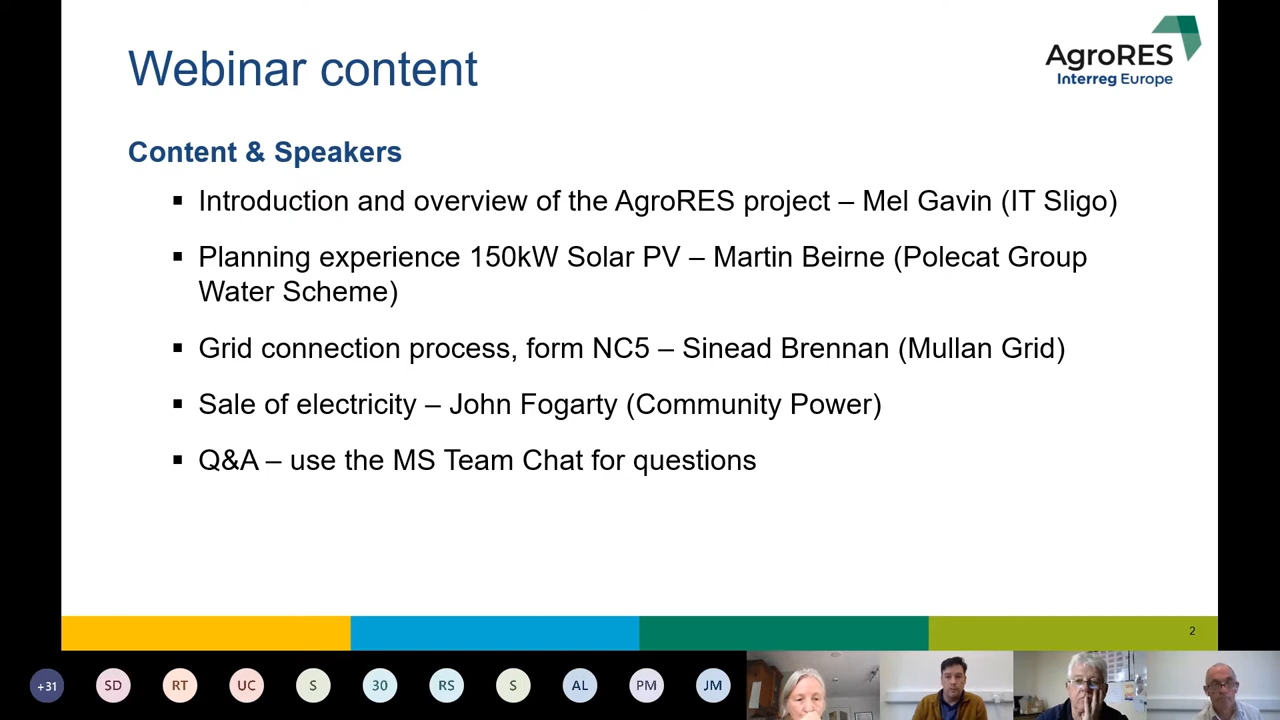 Webinar content
AgroRES
Interreg Europe
Content & Speakers
▪ Introduction and overview of the AgroRES project – Mel Gavin (IT Sligo)
▪ Planning experience 150kW Solar PV – Martin Beirne (Polecat Group
Water Scheme)
▪ Grid connection process, form NC5 – Sinead Brennan (Mullan Grid)
▪ Sale of electricity – John Fogarty (Community Power)
▪ Q&A – use the MS Team Chat for questions
2
+31 SD RT UC S 30 RS S AL PM JM